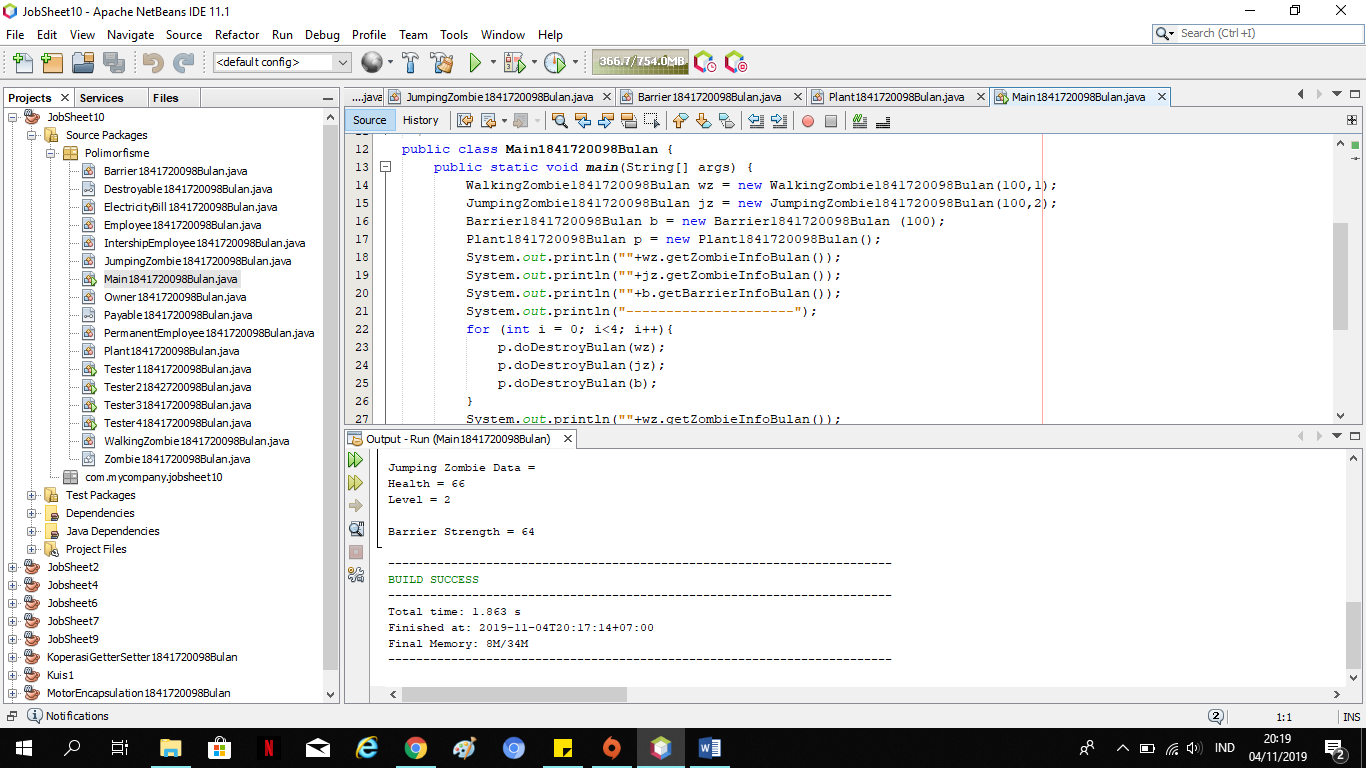 JobSheet10 - Apache NetBeans IDE 11.1
File Edit View Navigate Source Refactor Run Debug Profile Team Tools Window Help
Search (Ctrl+I)
<default config>
366.7/754.0MB
Projects Services Files
JobSheet10
Source Packages
Polimorfisme
Barrier1841720098Bulan.java
Destroyable1841720098Bulan.java
ElectricityBill1841720098Bulan.java
Employee1841720098Bulan.java
IntershipEmployee1841720098Bulan.java
JumpingZombie1841720098Bulan.java
Main1841720098Bulan.java
Owner1841720098Bulan.java
Payable1841720098Bulan.java
PermanentEmployee1841720098Bulan.java
Plant1841720098Bulan.java
Tester11841720098Bulan.java
Tester21842720098Bulan.java
Tester31841720098Bulan.java
Tester41841720098Bulan.java
WalkingZombie1841720098Bulan.java
Zombie1841720098Bulan.java
com.mycompany.jobsheet10
Test Packages
Dependencies
Java Dependencies
Project Files
JobSheet2
Jobsheet4
Jobsheet6
JobSheet7
JobSheet9
KoperasiGetterSetter1841720098Bulan
Kuis1
MotorEncapsulation1841720098Bulan
....java JumpingZombie1841720098Bulan.java Barrier1841720098Bulan.java Plant1841720098Bulan.java Main1841720098Bulan.java
Source History
12 public class Main1841720098Bulan {
13 public static void main(String[] args) {
14 WalkingZombie1841720098Bulan wz = new WalkingZombie1841720098Bulan(100,1);
15 JumpingZombie1841720098Bulan jz = new JumpingZombie1841720098Bulan(100,2);
16 Barrier1841720098Bulan b = new Barrier1841720098Bulan (100);
17 Plant1841720098Bulan p = new Plant1841720098Bulan();
18 System.out.println(""+wz.getZombieInfoBulan());
19 System.out.println(""+jz.getZombieInfoBulan());
20 System.out.println(""+b.getBarrierInfoBulan());
21 System.out.println("---------------------");
22 for (int i = 0; i<4; i++){
23 p.doDestroyBulan(wz);
24 p.doDestroyBulan(jz);
25 p.doDestroyBulan(b);
26 }
27 System.out.println(""+wz.getZombieInfoBulan());
Output - Run (Main1841720098Bulan)
Jumping Zombie Data =
Health = 66
Level = 2
Barrier Strength = 64
------------------------------------------------------------------------
BUILD SUCCESS
------------------------------------------------------------------------
Total time: 1.863 s
Finished at: 2019-11-04T20:17:14+07:00
Final Memory: 8M/34M
------------------------------------------------------------------------
Notifications
2
1:1
INS
IND
20:19
04/11/2019
2